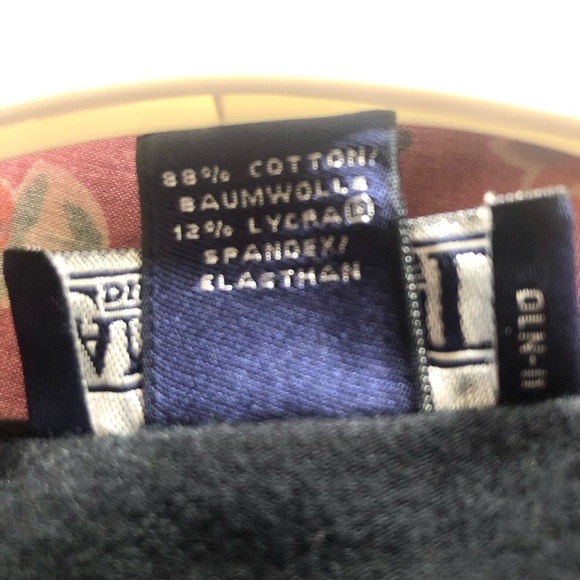 88% COTTON/
BAUMWOLLE
12% LYCRA®
SPANDEX/
ELASTHAN